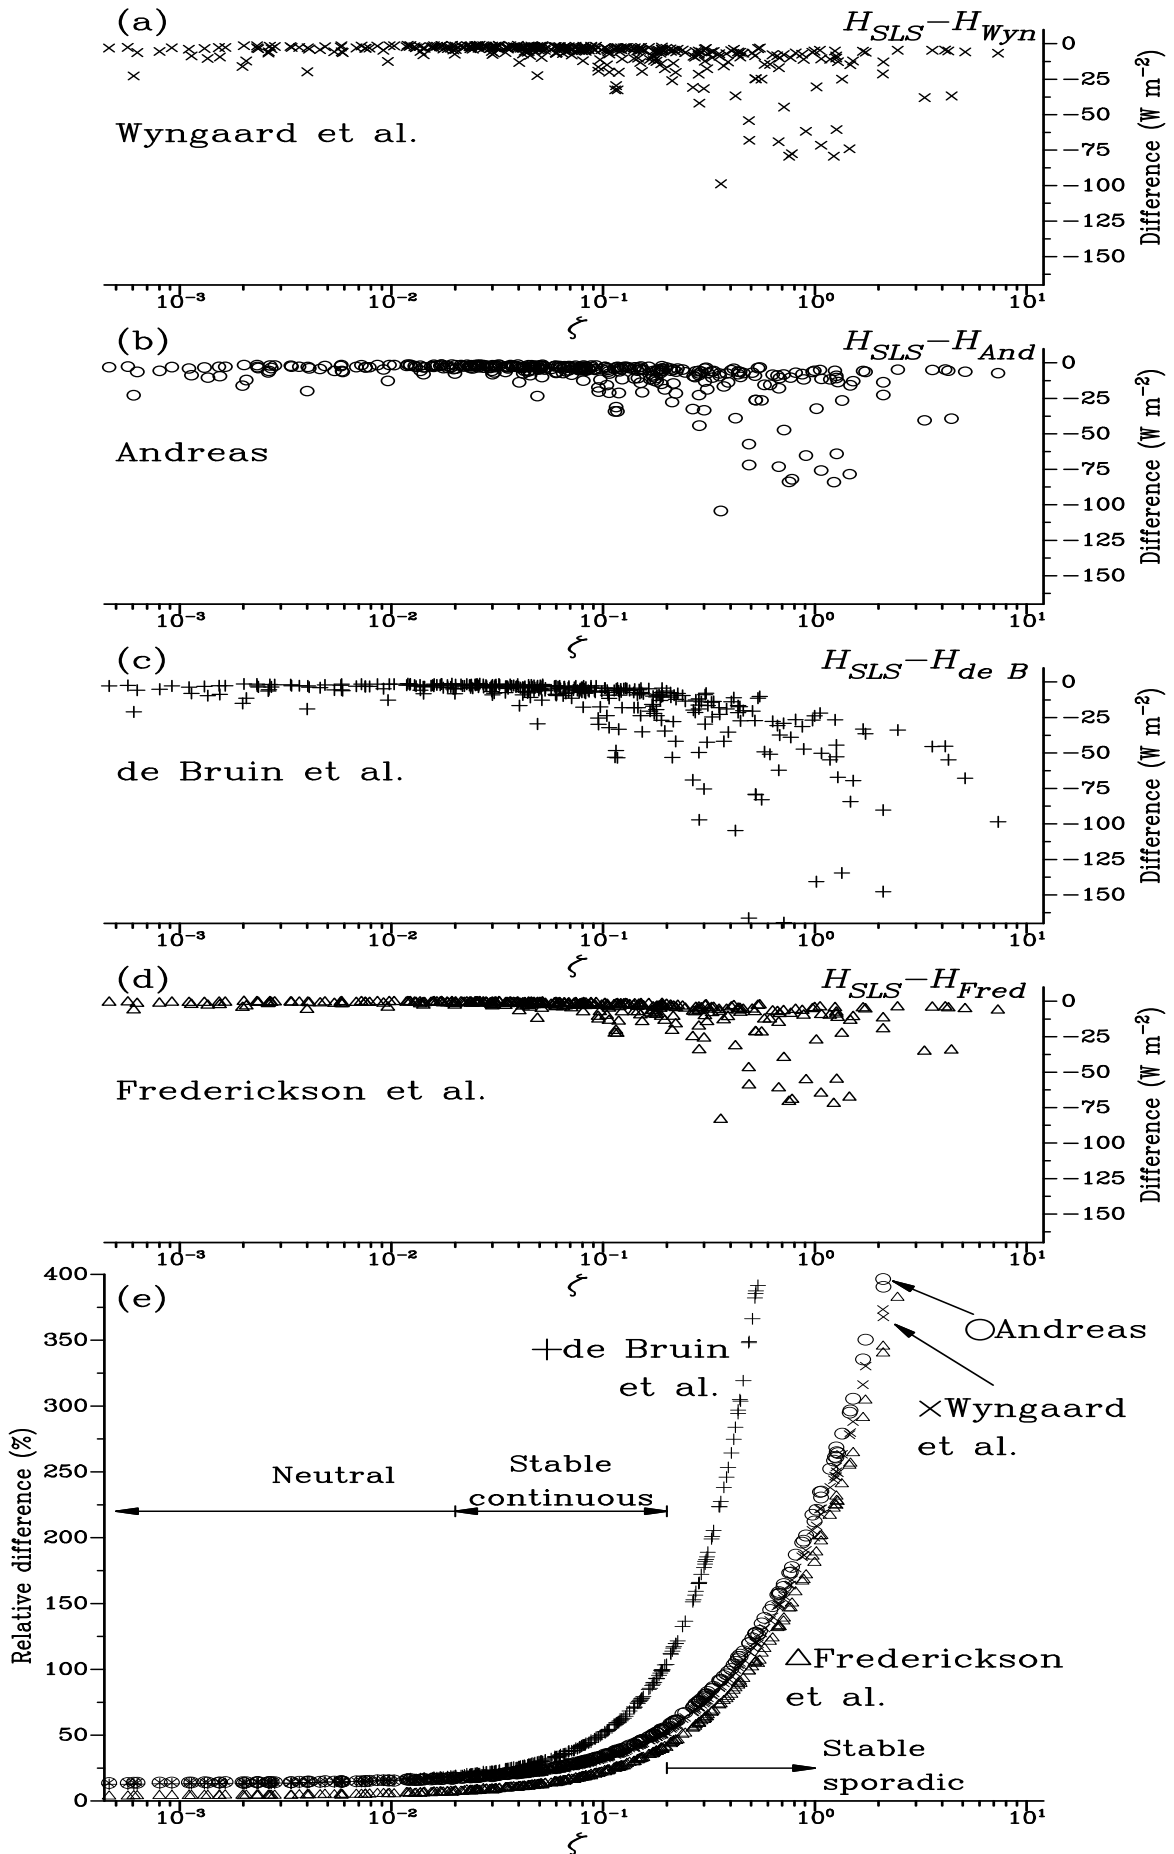 (a)
H_SLS−H_Wyn
Wyngaard et al.
0
−25
−50
−75
−100
−125
−150
Difference (W m⁻²)
10⁻³ 10⁻² 10⁻¹ 10⁰ 10¹
ζ
(b)
H_SLS−H_And
Andreas
0
−25
−50
−75
−100
−125
−150
Difference (W m⁻²)
10⁻³ 10⁻² 10⁻¹ 10⁰ 10¹
ζ
(c)
H_SLS−H_de B
de Bruin et al.
0
−25
−50
−75
−100
−125
−150
Difference (W m⁻²)
10⁻³ 10⁻² 10⁻¹ 10⁰ 10¹
ζ
(d)
H_SLS−H_Fred
Frederickson et al.
0
−25
−50
−75
−100
−125
−150
Difference (W m⁻²)
10⁻³ 10⁻² 10⁻¹ 10⁰ 10¹
ζ
(e)
400
350
300
250
200
150
100
50
0
Relative difference (%)
Andreas
de Bruin
et al.
Wyngaard
et al.
Neutral
Stable
continuous
Frederickson
et al.
Stable
sporadic
10⁻³ 10⁻² 10⁻¹ 10⁰ 10¹
ζ